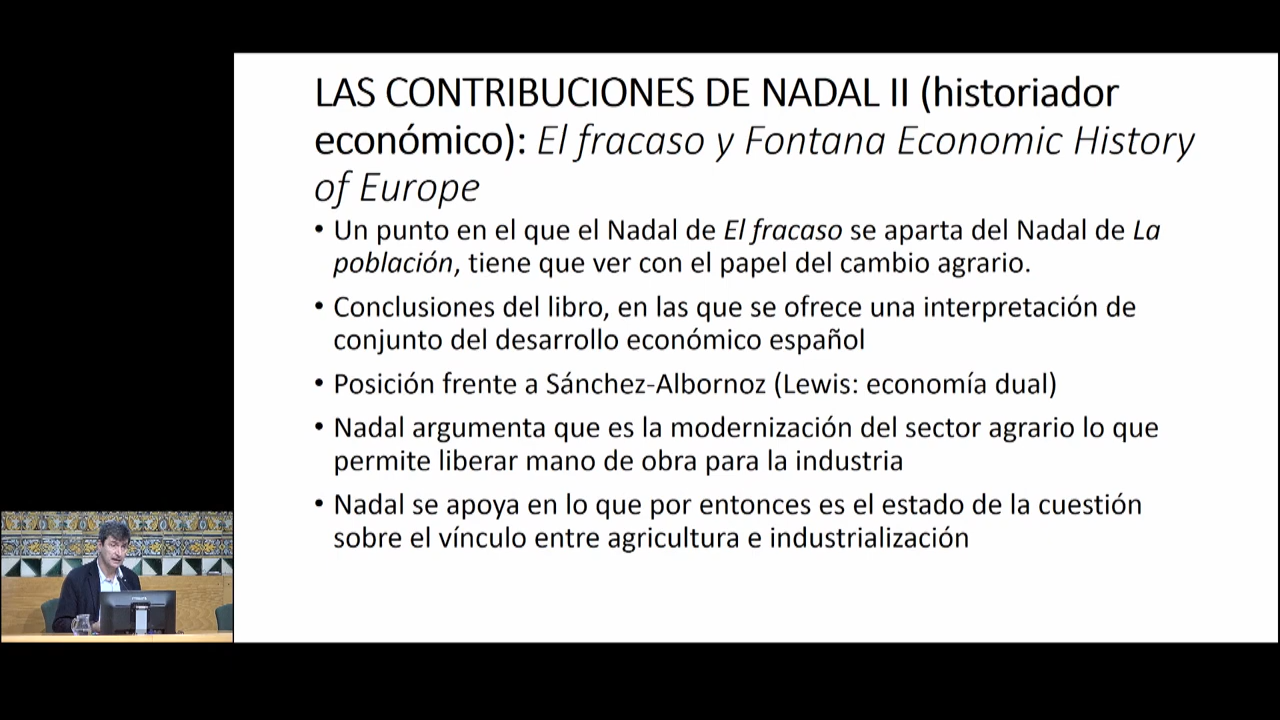 LAS CONTRIBUCIONES DE NADAL II (historiador
económico): El fracaso y Fontana Economic History
of Europe
• Un punto en el que el Nadal de El fracaso se aparta del Nadal de La
población, tiene que ver con el papel del cambio agrario.
• Conclusiones del libro, en las que se ofrece una interpretación de
conjunto del desarrollo económico español
• Posición frente a Sánchez-Albornoz (Lewis: economía dual)
• Nadal argumenta que es la modernización del sector agrario lo que
permite liberar mano de obra para la industria
• Nadal se apoya en lo que por entonces es el estado de la cuestión
sobre el vínculo entre agricultura e industrialización